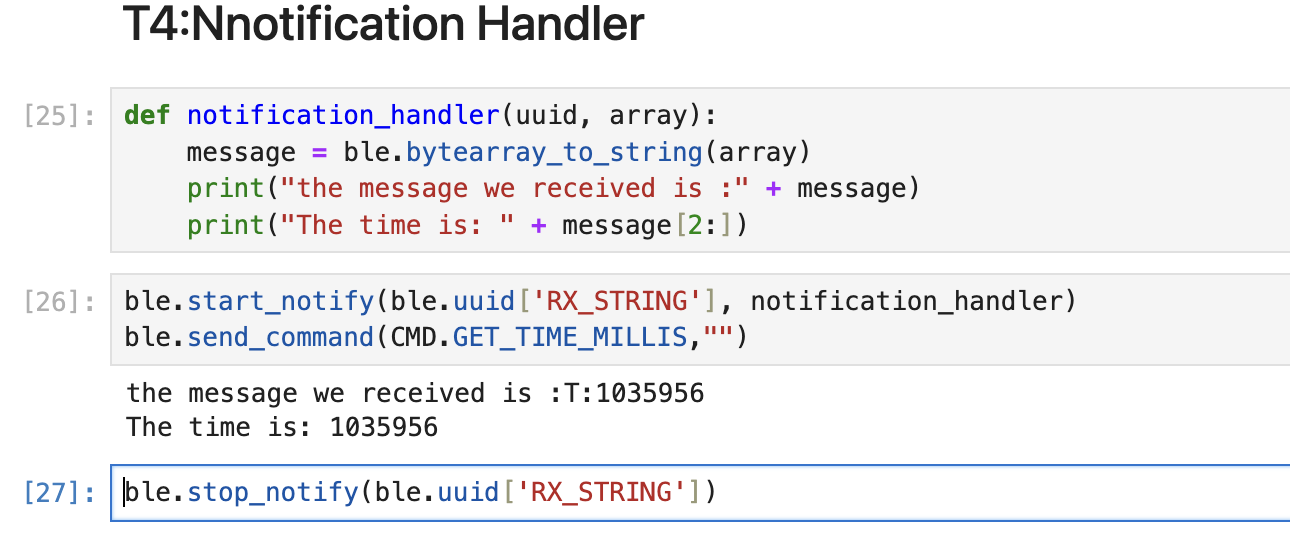 T4:Nnotification Handler
[25]: def notification_handler(uuid, array):
message = ble.bytearray_to_string(array)
print("the message we received is :" + message)
print("The time is: " + message[2:])
[26]: ble.start_notify(ble.uuid['RX_STRING'], notification_handler)
ble.send_command(CMD.GET_TIME_MILLIS,"")
the message we received is :T:1035956
The time is: 1035956
[27]: ble.stop_notify(ble.uuid['RX_STRING'])